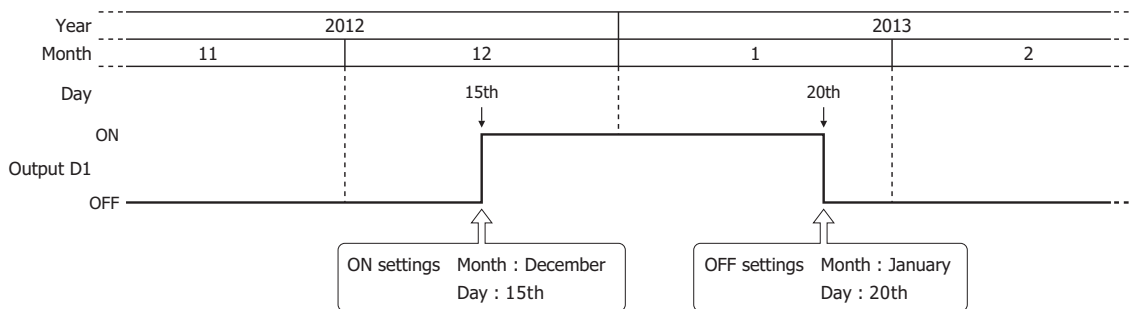 Year 2012 2013
Month 11 12 1 2
Day 15th 20th
ON
Output D1
OFF
ON settings Month : December
Day : 15th
OFF settings Month : January
Day : 20th